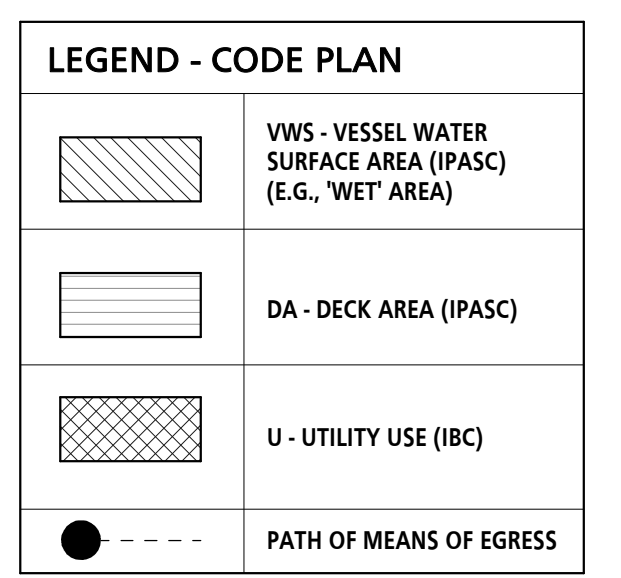 LEGEND - CODE PLAN
VWS - VESSEL WATER
SURFACE AREA (IPASC)
(E.G., 'WET' AREA)
DA - DECK AREA (IPASC)
U - UTILITY USE (IBC)
PATH OF MEANS OF EGRESS